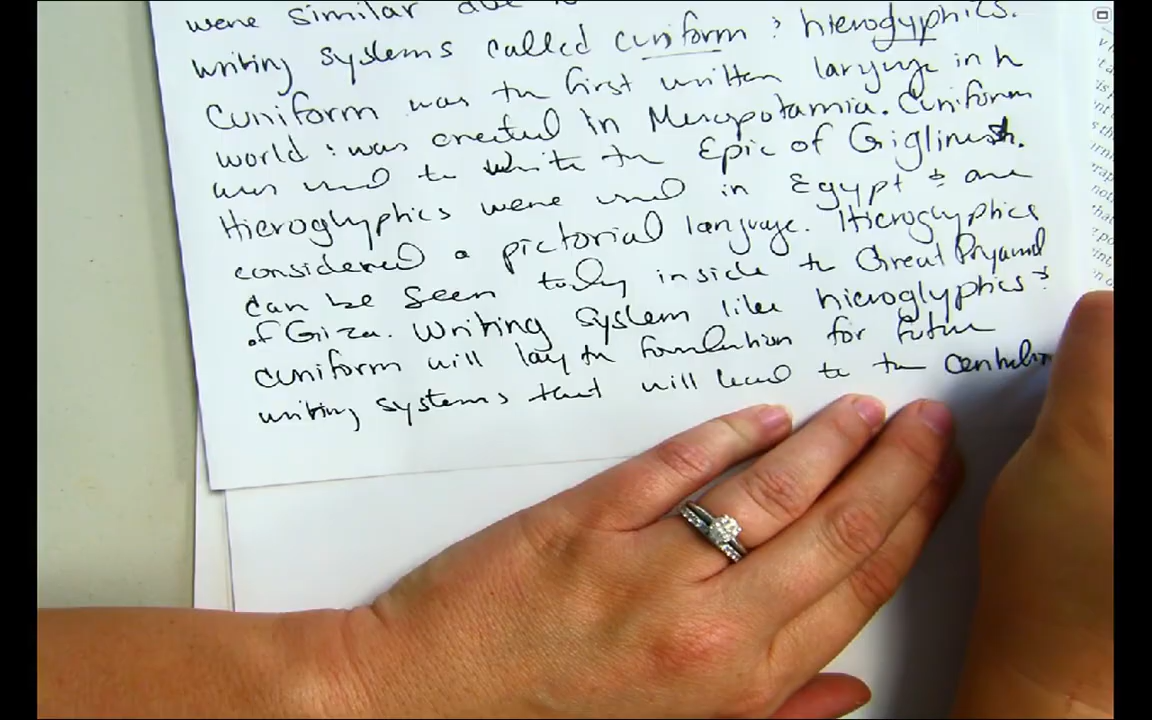 were similar due
writing systems called cuniform & hierogyphics.
Cuniform was the first written language in h
world & was created in Mesopotamia. Cuniform
was used to write the Epic of Giglimesh.
Hieroglyphics were used in Egypt & are
considered a pictorial language. Hieroglyphics
can be seen today inside the Great Pryamid
of Giza. Writing system like hieroglyphics &
cuniform will lay the foundation for future
writing systems that will lead to the